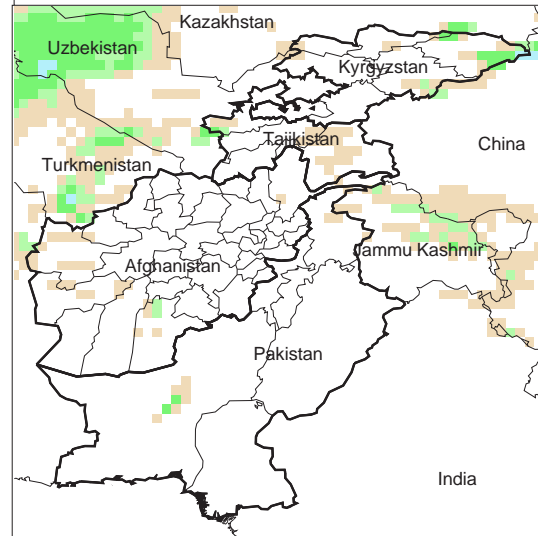 Kazakhstan
Uzbekistan
Kyrgyzstan
Tajikistan
China
Turkmenistan
Jammu Kashmir
Afghanistan
Pakistan
India